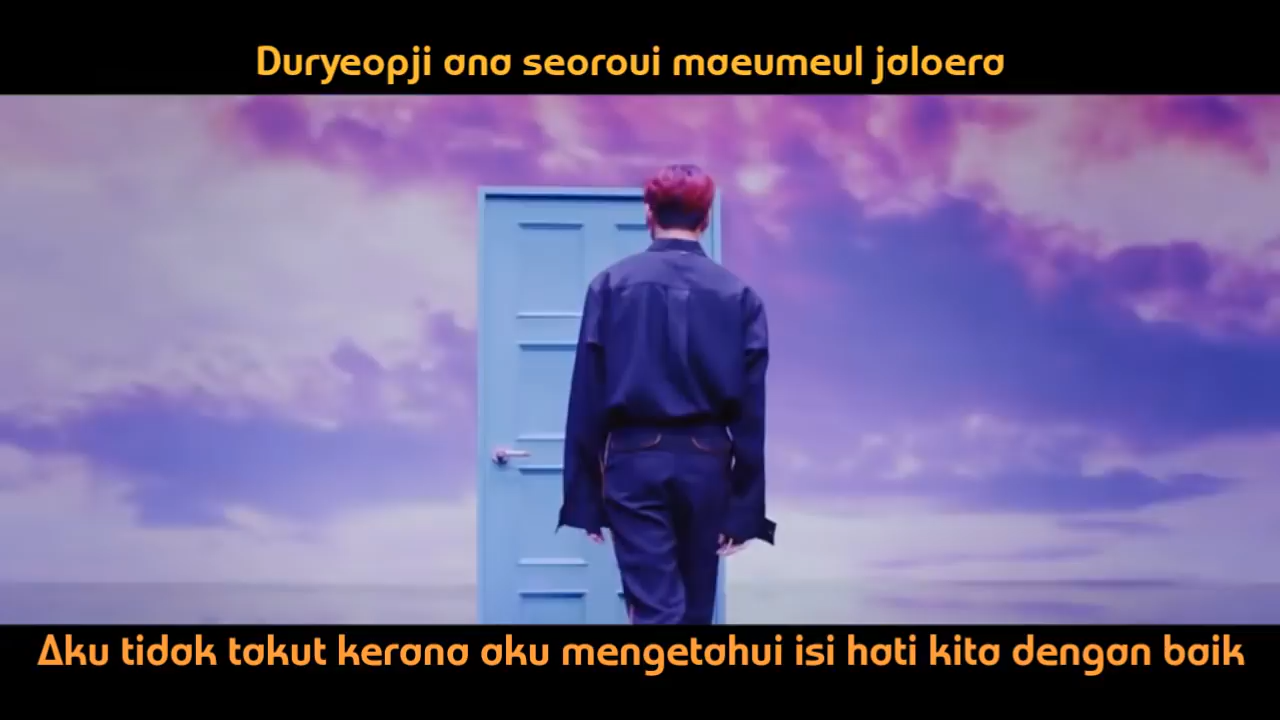 Duryeopji ana seoroui maeumeul jaloera
Aku tidak takut kerana aku mengetahui isi hati kita dengan baik